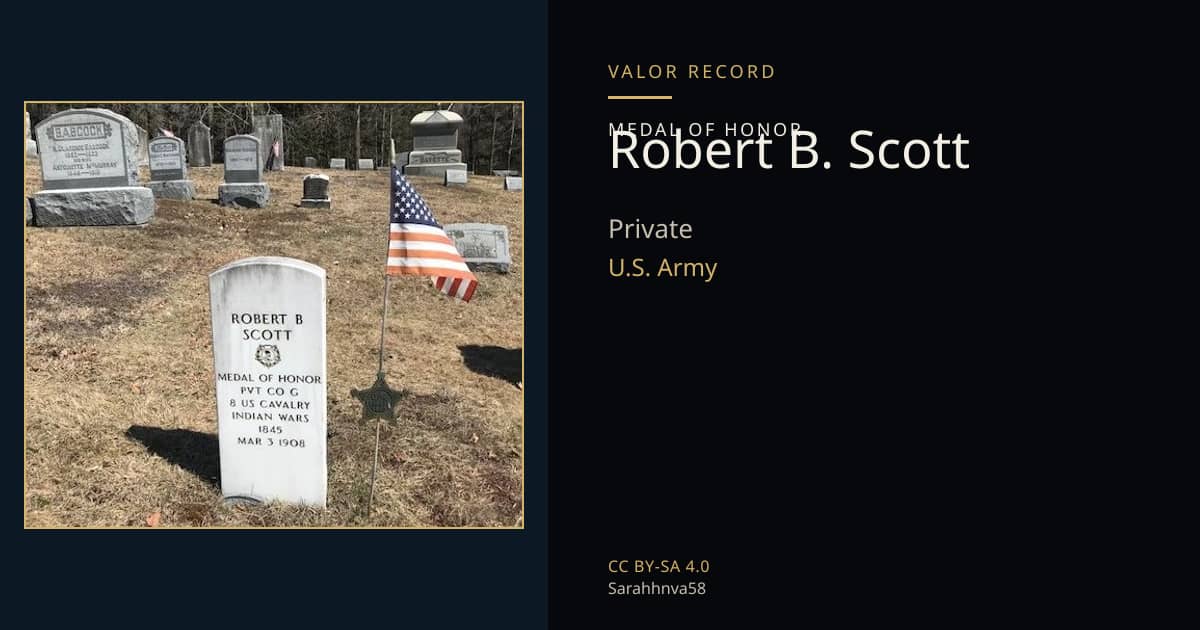 VALOR RECORD
MEDAL OF HONOR
Robert B. Scott
Private
U.S. Army
CC BY-SA 4.0
Sarahhnva58
BABCOCK
ROBERT B
SCOTT
MEDAL OF HONOR
PVT CO G
8 US CAVALRY
INDIAN WARS
1845
MAR 3 1908